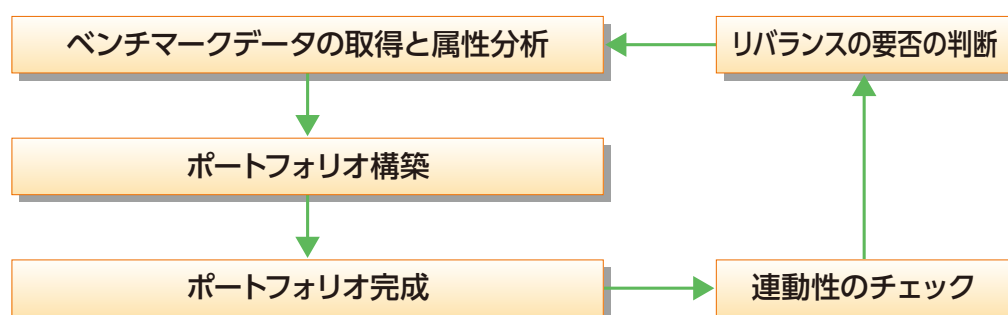 ベンチマークデータの取得と属性分析
リバランスの要否の判断
ポートフォリオ構築
ポートフォリオ完成
連動性のチェック